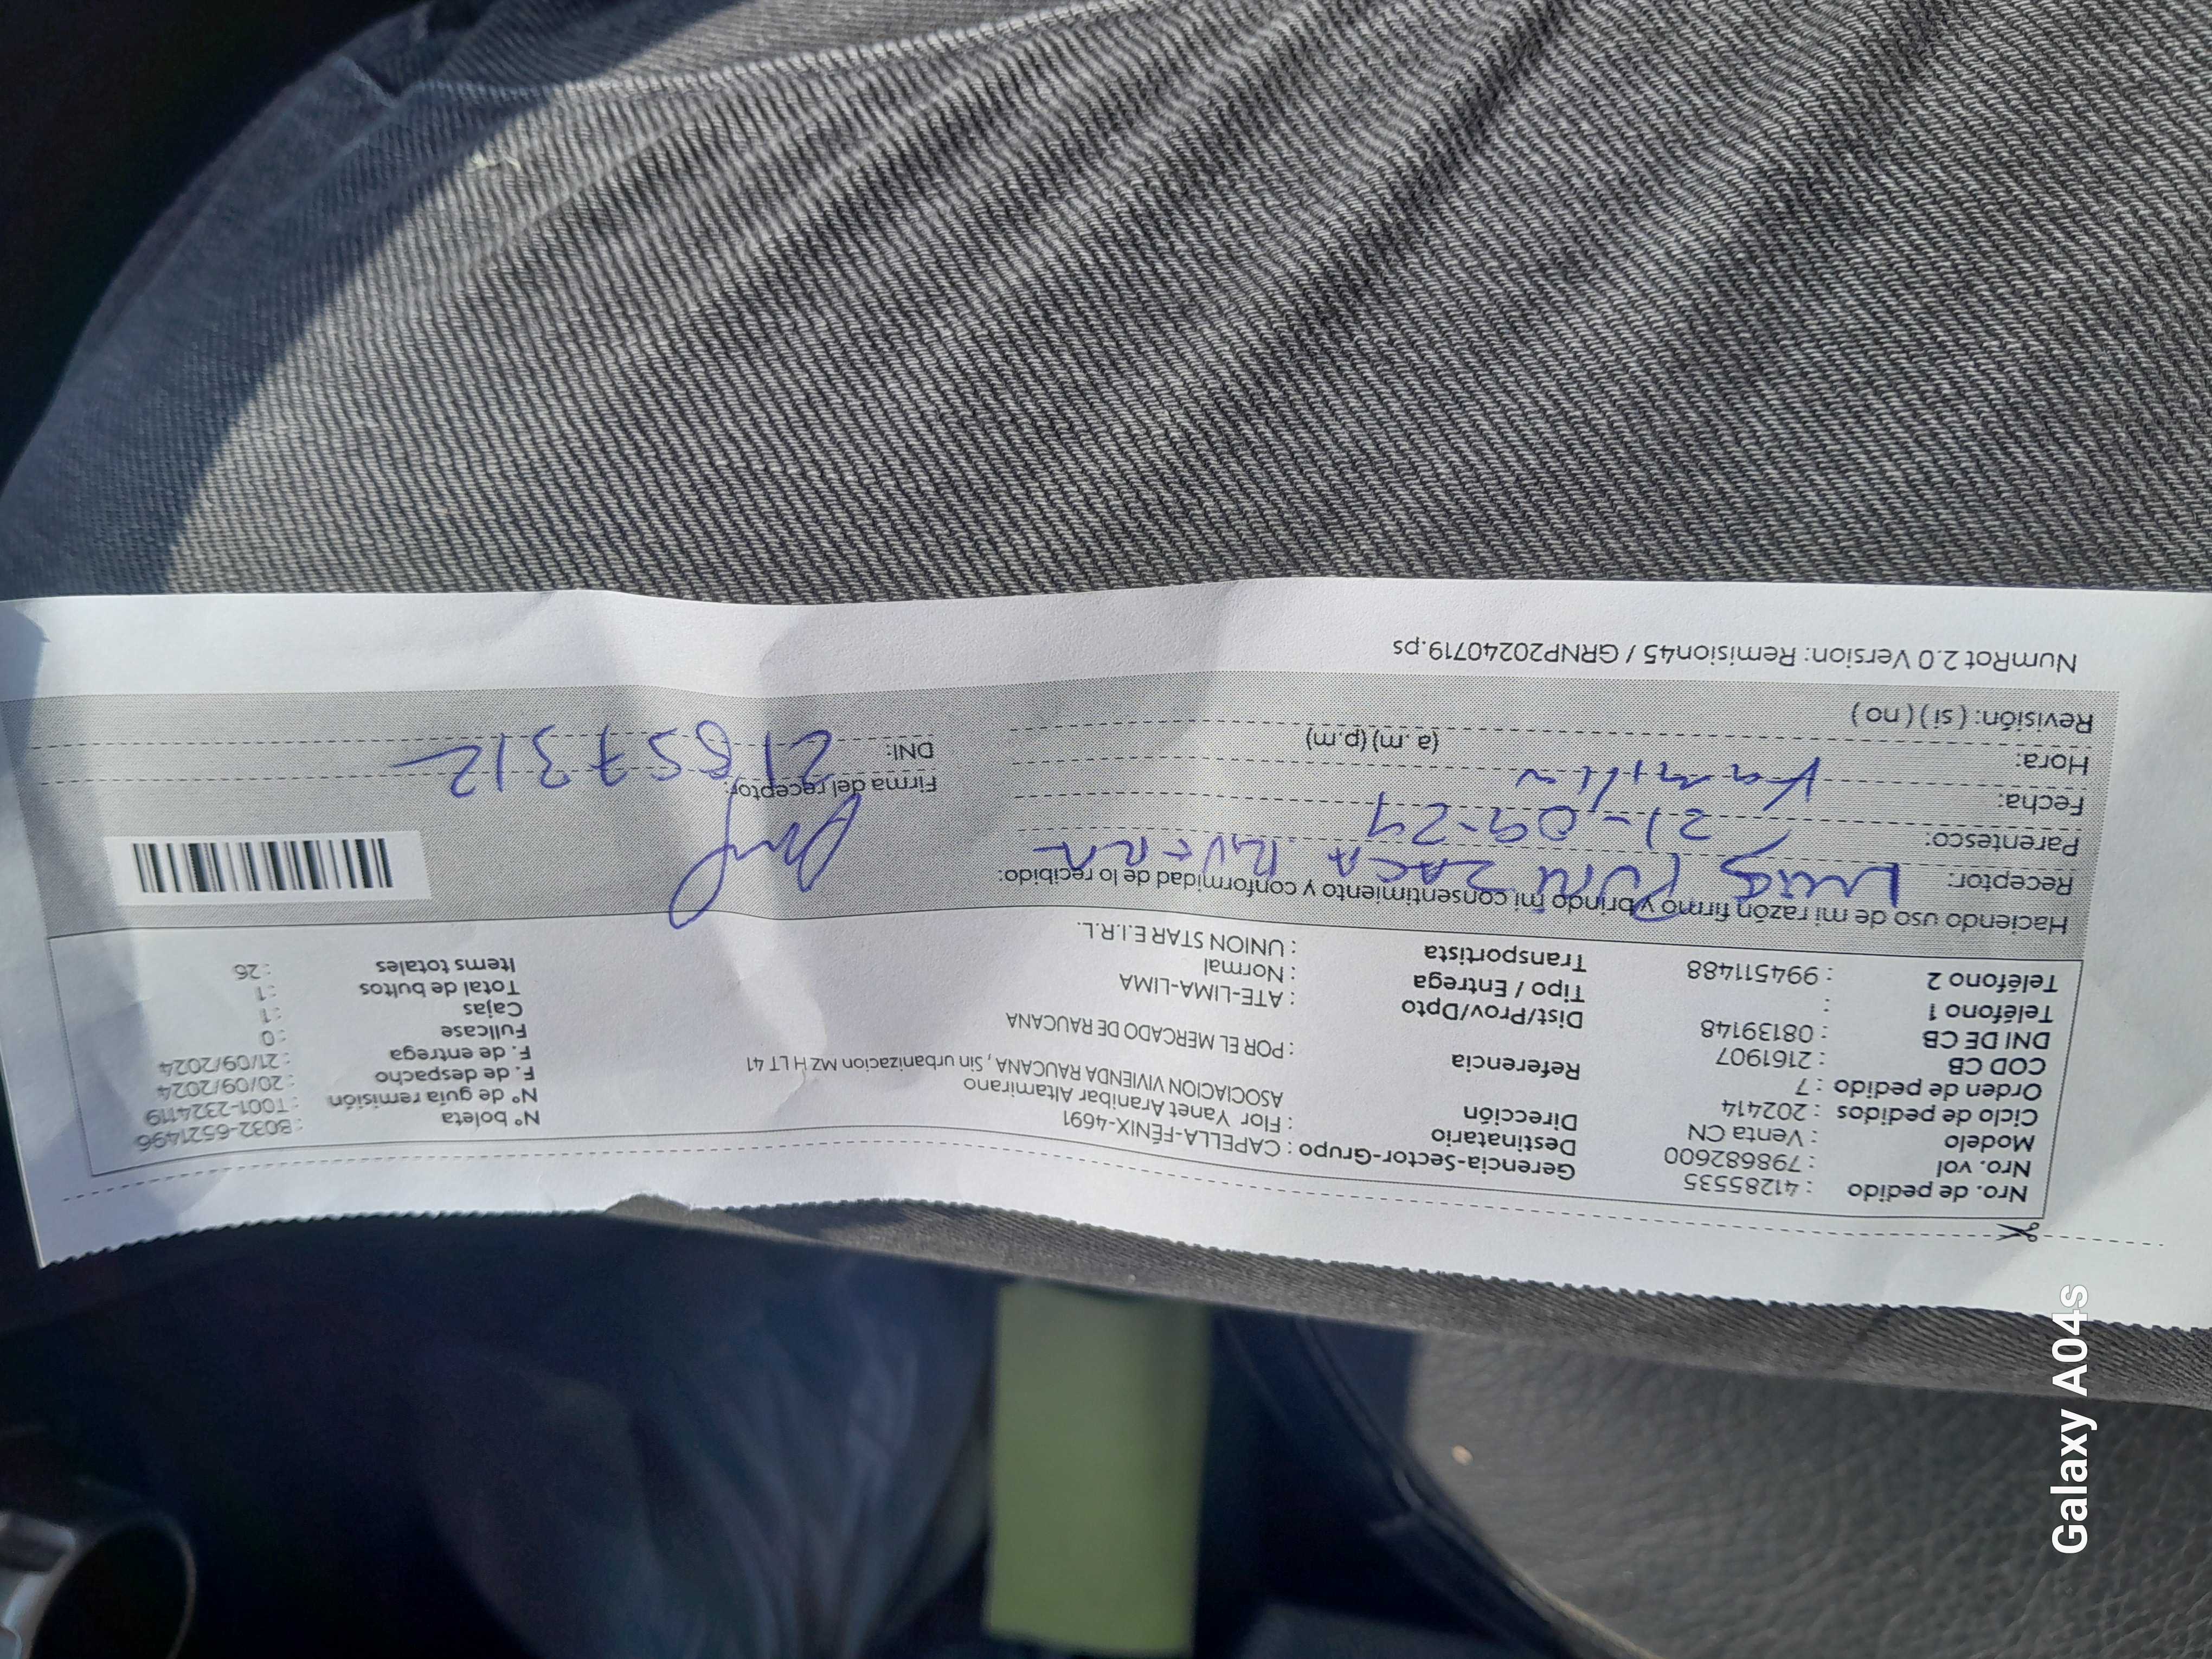 Nro. de pedido : 41285535
Nro. vol : 798682600
Modelo : Venta CN
Ciclo de pedidos : 202414
Orden de pedido : 7
COD CB : 2161907
DNI DE CB : 08139148
Teléfono 1 :
Teléfono 2 : 994511488
Gerencia-Sector-Grupo : CAPELLA-FÉNIX-4691
Destinatario : Flor Yanet Aranibar Altamirano
Dirección ASOCIACION VIVIENDA RAUCANA , Sin urbanizacion MZ H LT 41
Referencia : POR EL MERCADO DE RAUCANA
Dist/Prov/Dpto : ATE-LIMA-LIMA
Tipo / Entrega : Normal
Transportista : UNION STAR E.I.R.L.
N° boleta : B032-6521496
N° de guía remisión : T001-2324119
F. de despacho : 20/09/2024
F. de entrega : 21/09/2024
Fullcase : 0
Cajas : 1
Total de bultos : 1
Items totales : 26
Haciendo uso de mi razón firmo y brindo mi consentimiento y conformidad de lo recibido:
Receptor: Luis
Parentesco: 21-09-24
Fecha: Familia
Hora: (a.m) (p.m)
Revisión: ( si ) ( no )
Firma del receptor:
DNI: 21857312
NumRot 2.0 Version: Remision45 / GRNP20240719.ps
Galaxy A04s